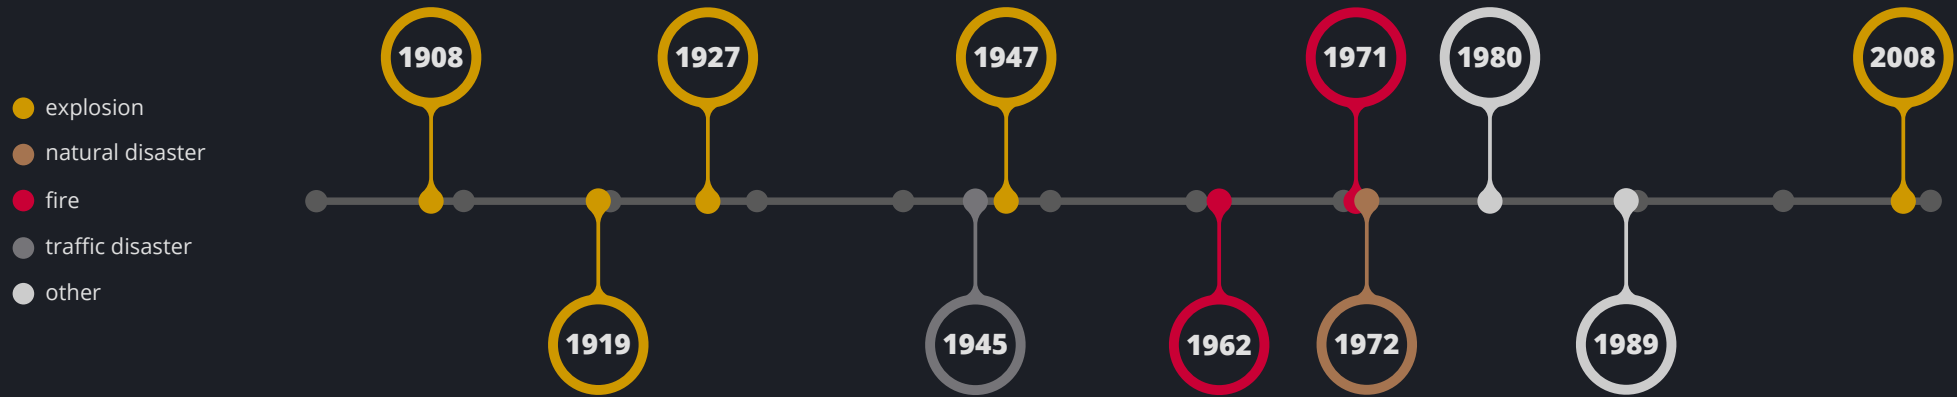 1908
1927
1947
1971
1980
2008
explosion
natural disaster
fire
traffic disaster
other
1919
1945
1962
1972
1989